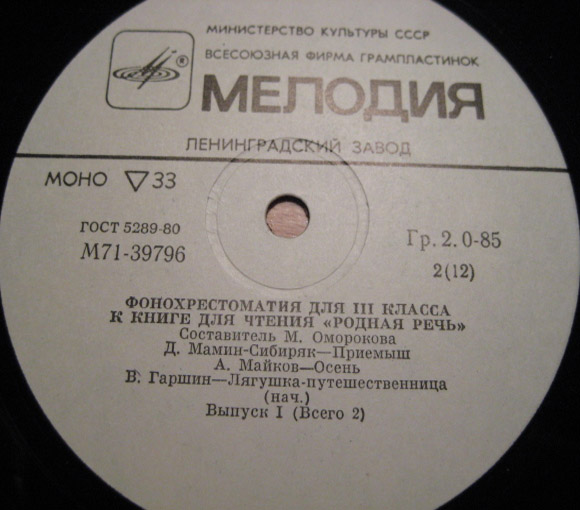 МИНИСТЕРСТВО КУЛЬТУРЫ СССР
ВСЕСОЮЗНАЯ ФИРМА ГРАМПЛАСТИНОК
®
МЕЛОДИЯ
ЛЕНИНГРАДСКИЙ ЗАВОД
МОНО ▽33
ГОСТ 5289-80
М71-39796
Гр. 2. 0-85
2(12)
ФОНОХРЕСТОМАТИЯ ДЛЯ III КЛАССА
К КНИГЕ ДЛЯ ЧТЕНИЯ «РОДНАЯ РЕЧЬ»
Составитель М. Оморокова
Д. Мамин-Сибиряк—Приемыш
А. Майков—Осень
В. Гаршин—Лягушка-путешественница
(нач.)
Выпуск I (Всего 2)